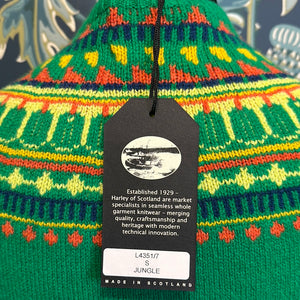 Established 1929 –
Harley of Scotland are market
specialists in seamless whole
garment knitwear – merging
quality, craftsmanship and
heritage with modern
technical innovation.
L4351/7
S
JUNGLE
MADE IN SCOTLAND